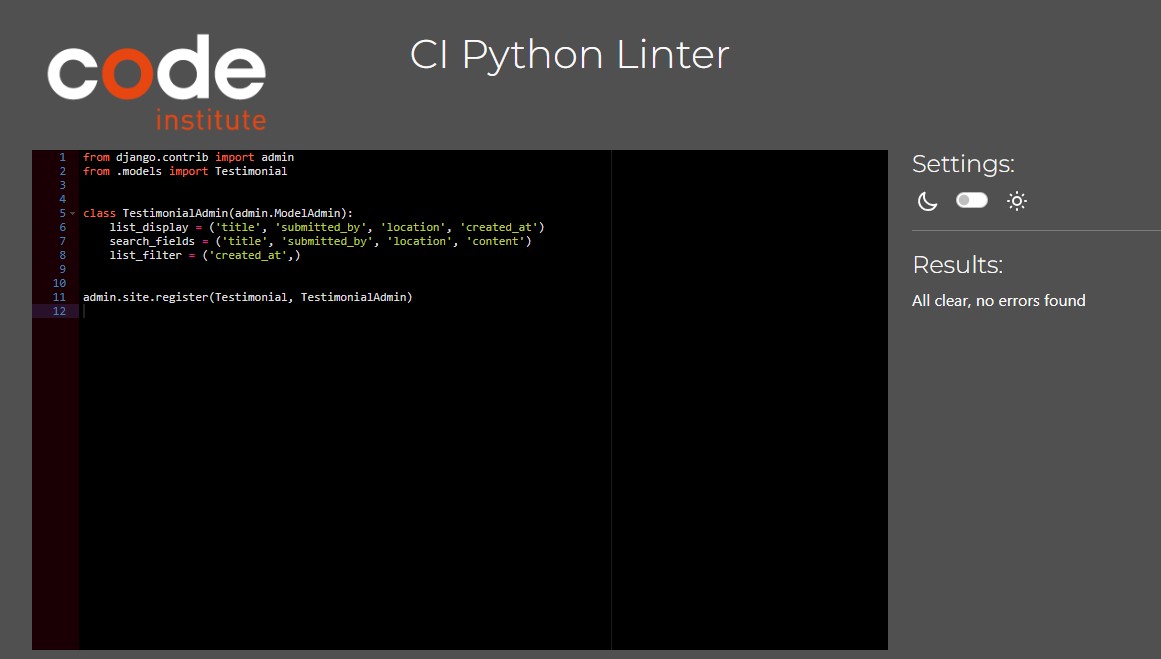 code
institute
CI Python Linter
1 from django.contrib import admin
2 from .models import Testimonial
3
4
5 class TestimonialAdmin(admin.ModelAdmin):
6     list_display = ('title', 'submitted_by', 'location', 'created_at')
7     search_fields = ('title', 'submitted_by', 'location', 'content')
8     list_filter = ('created_at',)
9
10
11 admin.site.register(Testimonial, TestimonialAdmin)
12
Settings:
Results:
All clear, no errors found